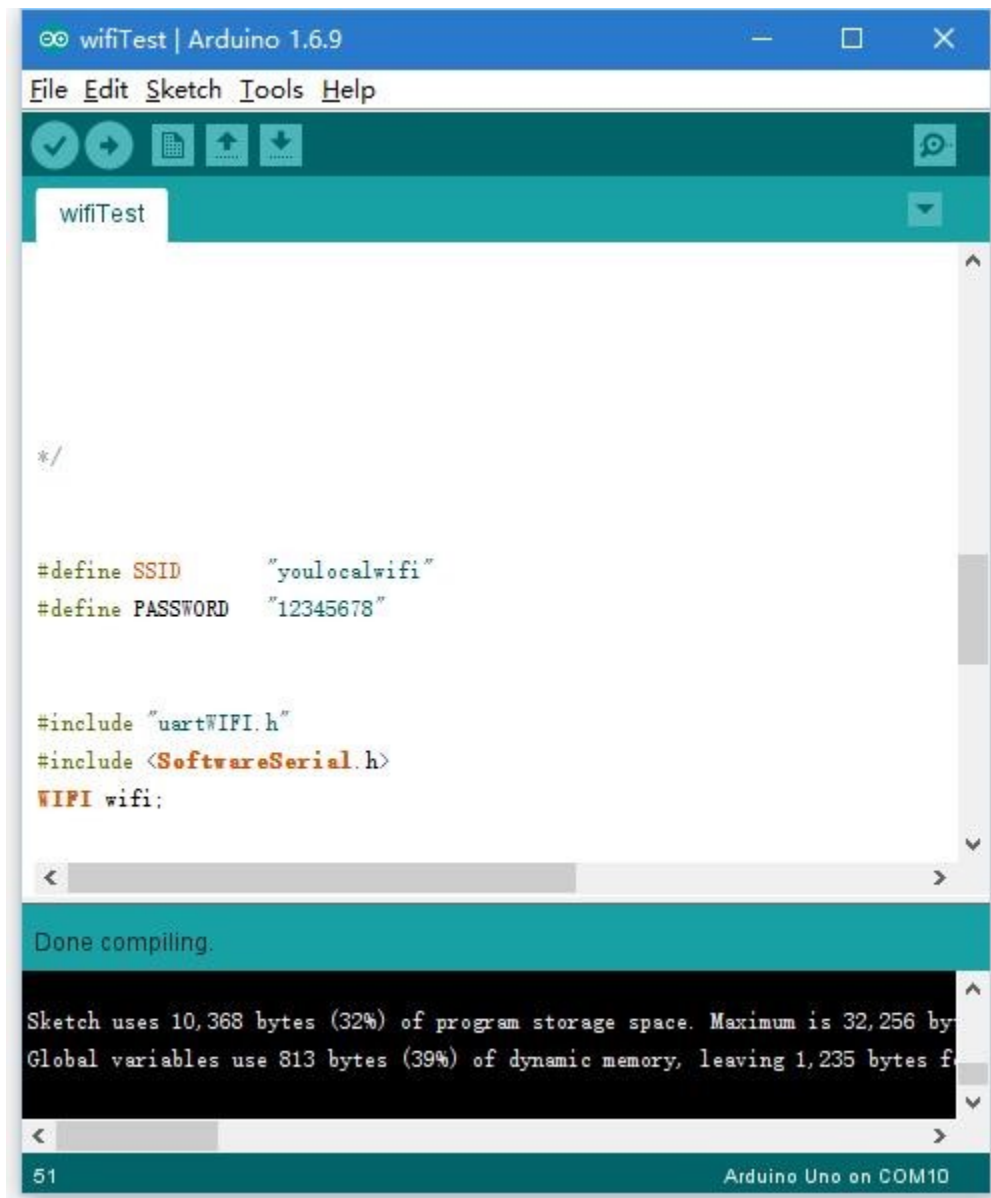 wifiTest | Arduino 1.6.9
File Edit Sketch Tools Help
wifiTest
*/
#define SSID "youlocalwifi"
#define PASSWORD "12345678"
#include "uartWIFI.h"
#include <SoftwareSerial.h>
WIFI wifi;
Done compiling.
Sketch uses 10,368 bytes (32%) of program storage space. Maximum is 32,256 by
Global variables use 813 bytes (39%) of dynamic memory, leaving 1,235 bytes f
51 Arduino Uno on COM10